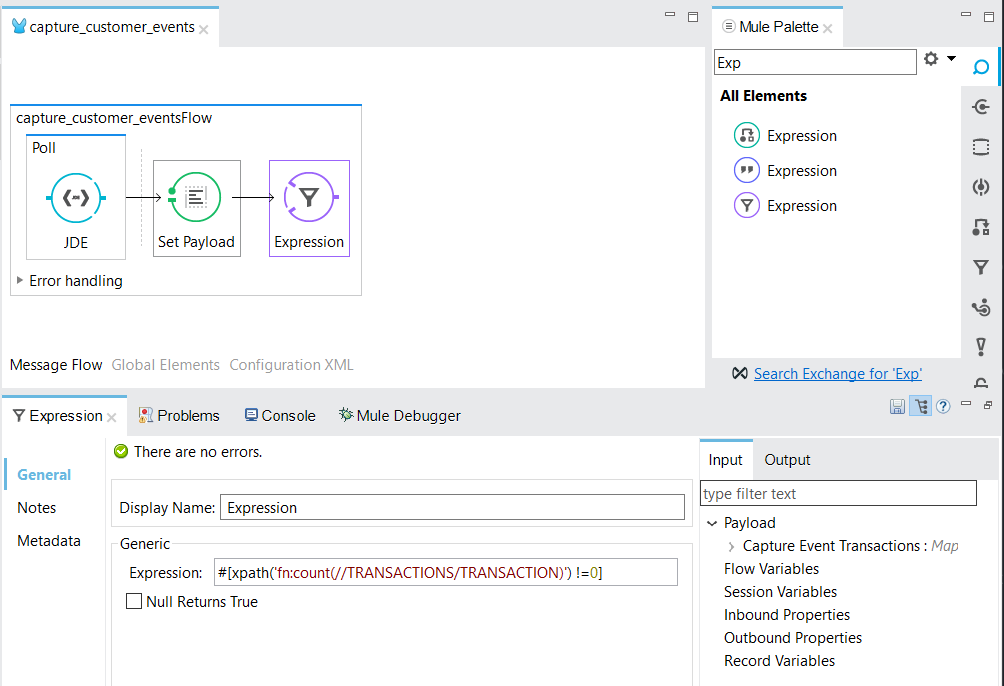 capture_customer_events
Mule Palette
Exp
All Elements
Expression
Expression
Expression
Search Exchange for 'Exp'
capture_customer_eventsFlow
Poll
JDE
Set Payload
Expression
Error handling
Message Flow Global Elements Configuration XML
Expression Problems Console Mule Debugger
There are no errors.
General
Notes
Metadata
Display Name: Expression
Generic
Expression: #[xpath('fn:count(//TRANSACTIONS/TRANSACTION)') !=0]
Null Returns True
Input Output
type filter text
Payload
Capture Event Transactions : Map
Flow Variables
Session Variables
Inbound Properties
Outbound Properties
Record Variables